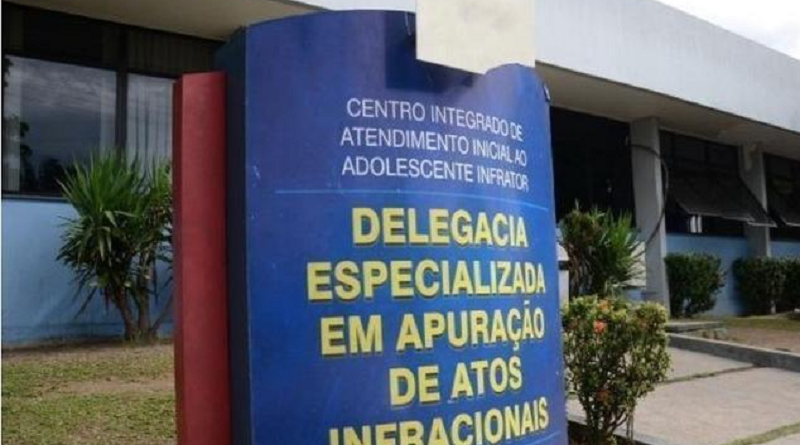 CENTRO INTEGRADO DE
ATENDIMENTO INICIAL AO
ADOLESCENTE INFRATOR
DELEGACIA
ESPECIALIZADA
EM APURAÇÃO
DE ATOS
INFRACIONAIS